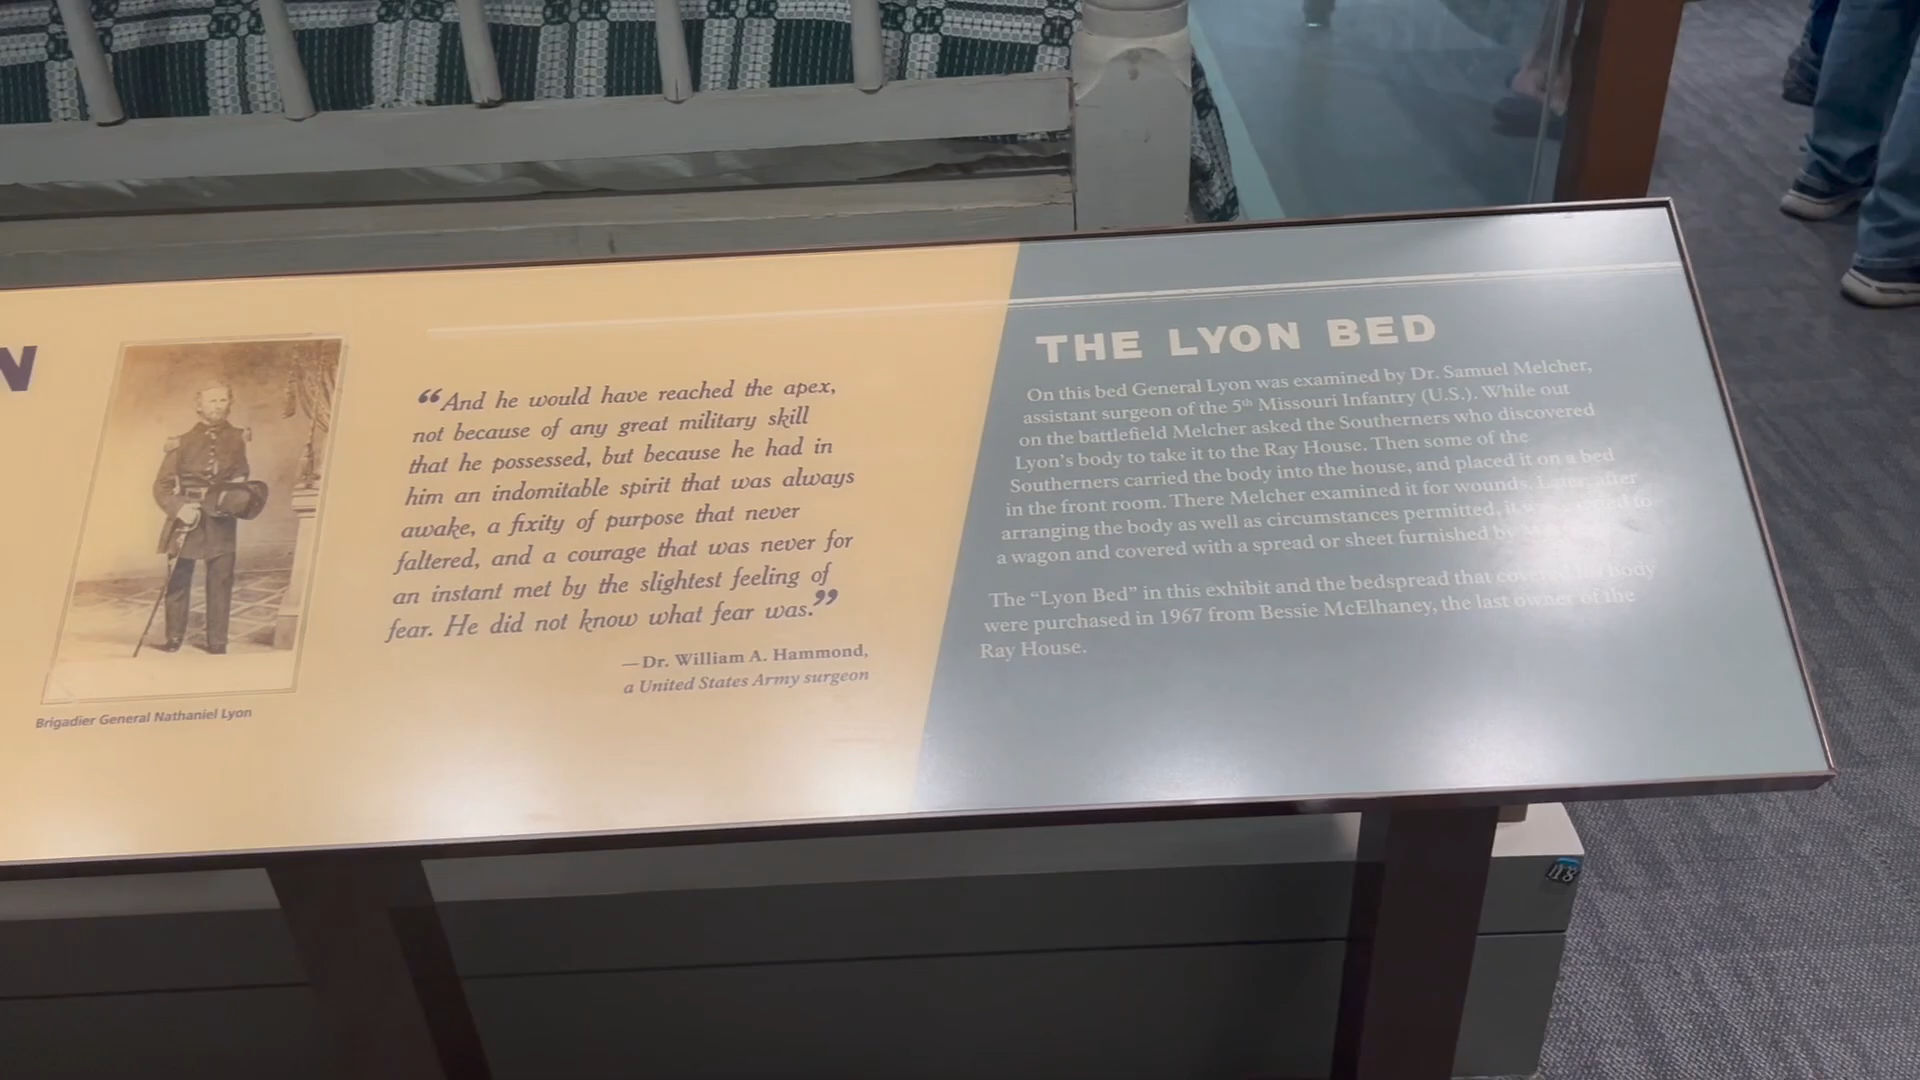 N
Brigadier General Nathaniel Lyon
“And he would have reached the apex,
not because of any great military skill
that he possessed, but because he had in
him an indomitable spirit that was always
awake, a fixity of purpose that never
faltered, and a courage that was never for
an instant met by the slightest feeling of
fear. He did not know what fear was.”
—Dr. William A. Hammond,
a United States Army surgeon
THE LYON BED
On this bed General Lyon was examined by Dr. Samuel Melcher,
assistant surgeon of the 5th Missouri Infantry (U.S.). While out
on the battlefield Melcher asked the Southerners who discovered
Lyon's body to take it to the Ray House. Then some of the
Southerners carried the body into the house, and placed it on a bed
in the front room. There Melcher examined it for wounds. Later, after
arranging the body as well as circumstances permitted, it
a wagon and covered with a spread or sheet furnished by
The “Lyon Bed” in this exhibit and the bedspread that covered his body
were purchased in 1967 from Bessie McElhaney, the last owner of the
Ray House.
118